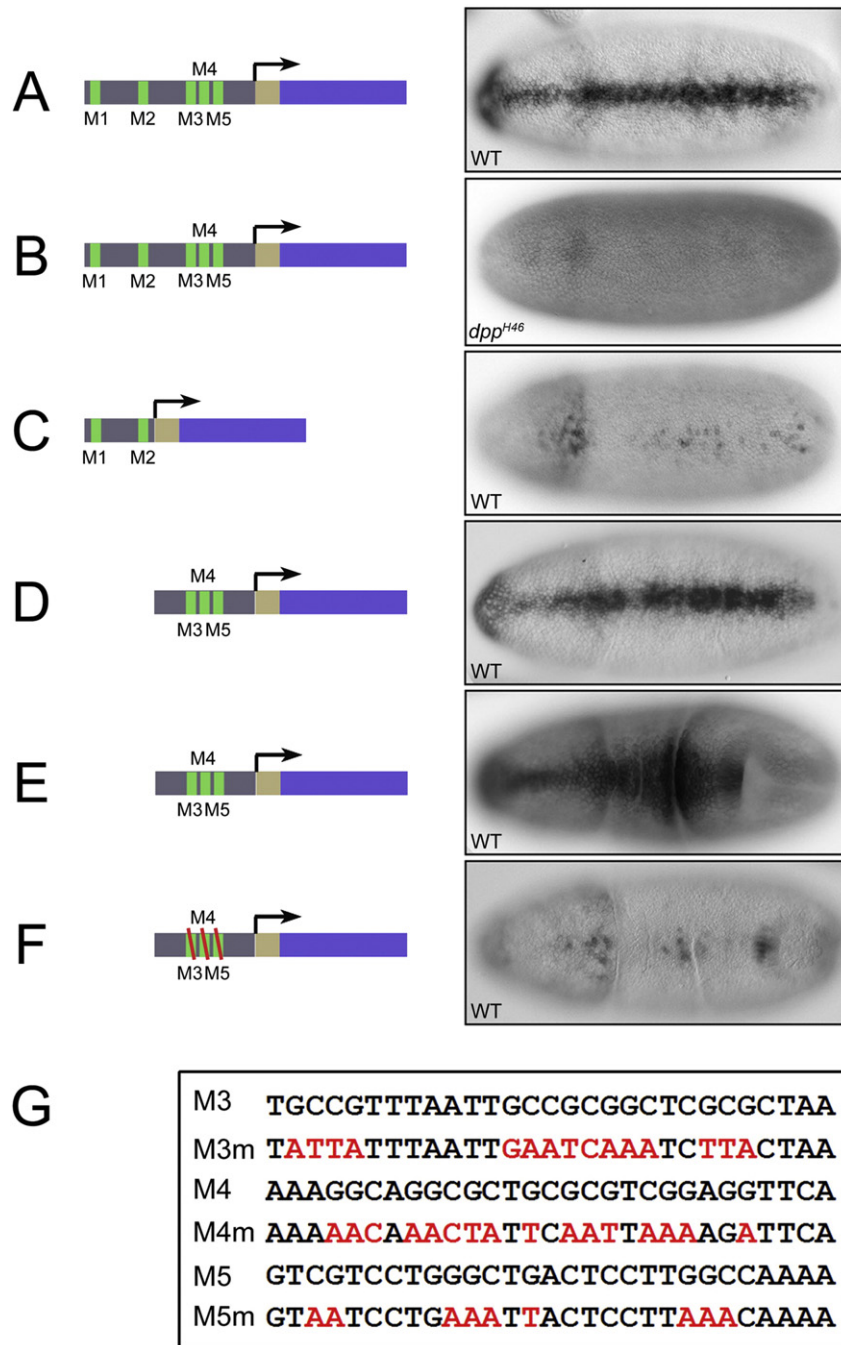 A
M4
M1 M2 M3 M5
WT
B
M4
M1 M2 M3 M5
dpp^H46
C
M1 M2
WT
D
M4
M3 M5
WT
E
M4
M3 M5
WT
F
M4
M3 M5
WT
G
M3 TGCCGTTTAATTGCCGCGGCTCGCGCTAA
M3m TATTATTTAATTGAATCAAATCTTACTAA
M4 AAAGGCAGGCGCTGCGCGTCGGAGGTTCA
M4m AAAAACAAACTATTCAATTAAAAGATTCA
M5 GTCGTCCTGGGCTGACTCCTTGGCCAAAA
M5m GTAATCCTGAAATTACTCCTTAAACAAAA